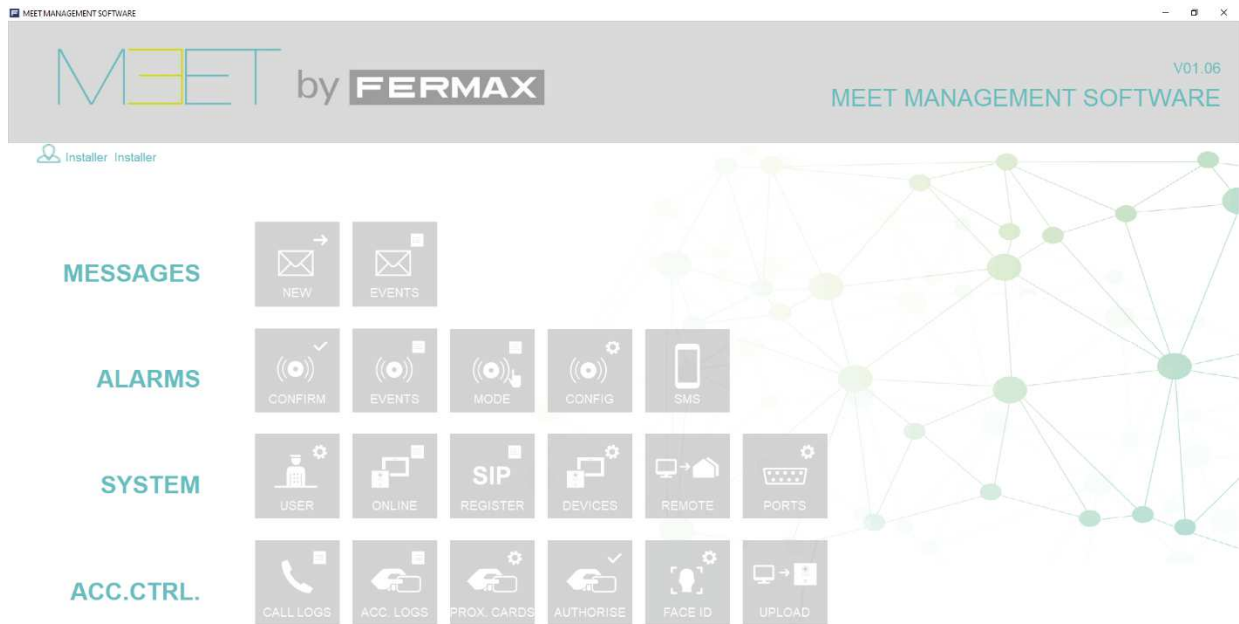 MEET MANAGEMENT SOFTWARE
MEET by FERMAX
V01.06
MEET MANAGEMENT SOFTWARE
Installer Installer
MESSAGES
NEW
EVENTS
ALARMS
CONFIRM
EVENTS
MODE
CONFIG
SMS
SYSTEM
USER
ONLINE
SIP
REGISTER
DEVICES
REMOTE
PORTS
ACC.CTRL.
CALL LOGS
ACC. LOGS
PROX. CARDS
AUTHORISE
FACE ID
UPLOAD